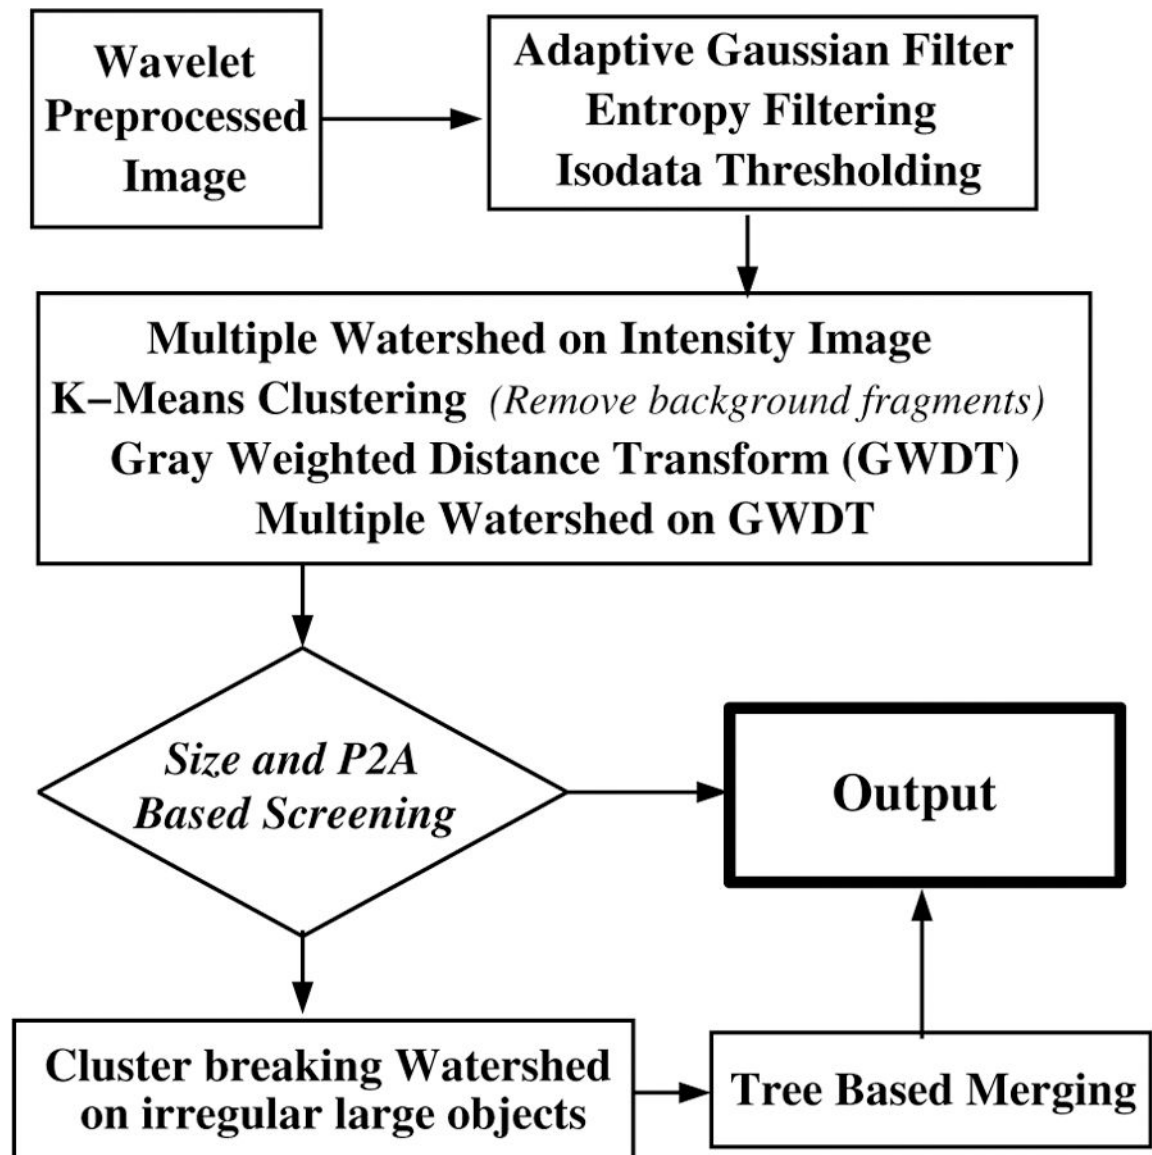 Wavelet
Preprocessed
Image
Adaptive Gaussian Filter
Entropy Filtering
Isodata Thresholding
Multiple Watershed on Intensity Image
K−Means Clustering (Remove background fragments)
Gray Weighted Distance Transform (GWDT)
Multiple Watershed on GWDT
Size and P2A
Based Screening
Output
Cluster breaking Watershed
on irregular large objects
Tree Based Merging